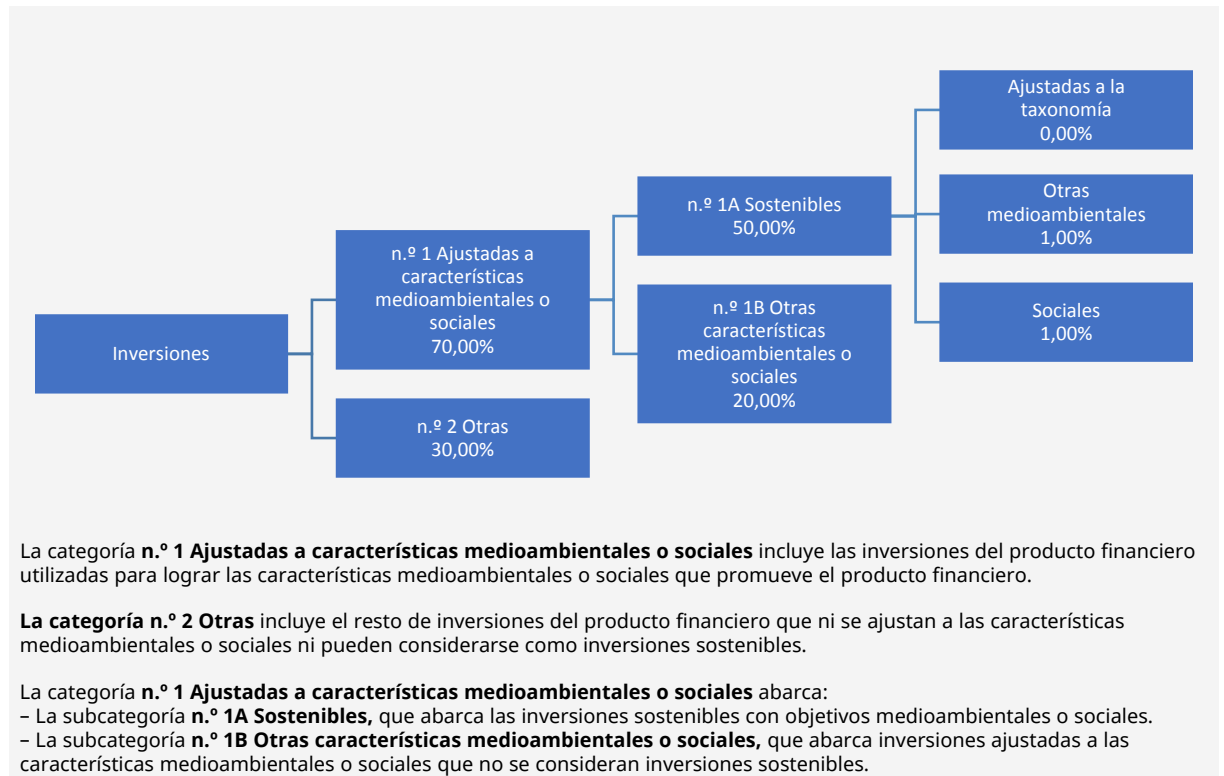 Inversiones
n.º 1 Ajustadas a
características
medioambientales o
sociales
70,00%
n.º 2 Otras
30,00%
n.º 1A Sostenibles
50,00%
n.º 1B Otras
características
medioambientales o
sociales
20,00%
Ajustadas a la
taxonomía
0,00%
Otras
medioambientales
1,00%
Sociales
1,00%
La categoría n.º 1 Ajustadas a características medioambientales o sociales incluye las inversiones del producto financiero
utilizadas para lograr las características medioambientales o sociales que promueve el producto financiero.
La categoría n.º 2 Otras incluye el resto de inversiones del producto financiero que ni se ajustan a las características
medioambientales o sociales ni pueden considerarse como inversiones sostenibles.
La categoría n.º 1 Ajustadas a características medioambientales o sociales abarca:
– La subcategoría n.º 1A Sostenibles, que abarca las inversiones sostenibles con objetivos medioambientales o sociales.
– La subcategoría n.º 1B Otras características medioambientales o sociales, que abarca inversiones ajustadas a las
características medioambientales o sociales que no se consideran inversiones sostenibles.